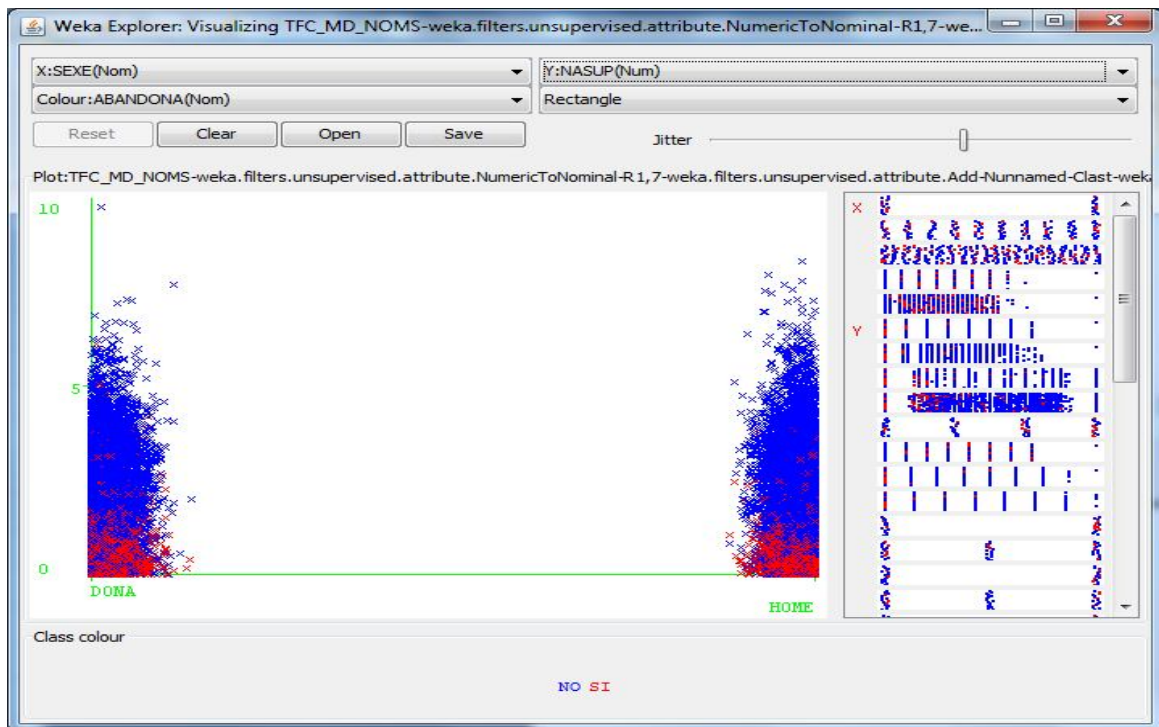 Weka Explorer: Visualizing TFC_MD_NOMS-weka.filters.unsupervised.attribute.NumericToNominal-R1,7-we...
X:SEXE(Nom)
Y:NASUP(Num)
Colour:ABANDONA(Nom)
Rectangle
Reset
Clear
Open
Save
Jitter
Plot:TFC_MD_NOMS-weka.filters.unsupervised.attribute.NumericToNominal-R1,7-weka.filters.unsupervised.attribute.Add-Nunnamed-Clast-weka
10
5
0
DONA
HOME
X
Y
Class colour
NO SI